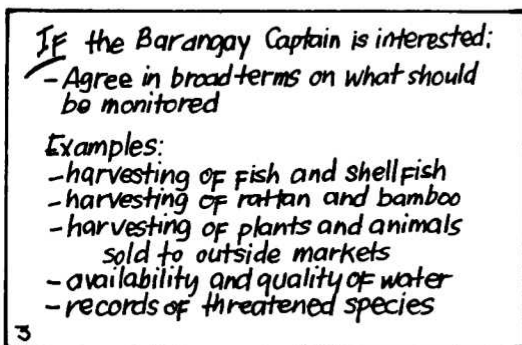 IF the Barangay Captain is interested:
- Agree in broad terms on what should
be monitored
Examples:
- harvesting of fish and shellfish
- harvesting of rattan and bamboo
- harvesting of plants and animals
sold to outside markets
- availability and quality of water
- records of threatened species
3